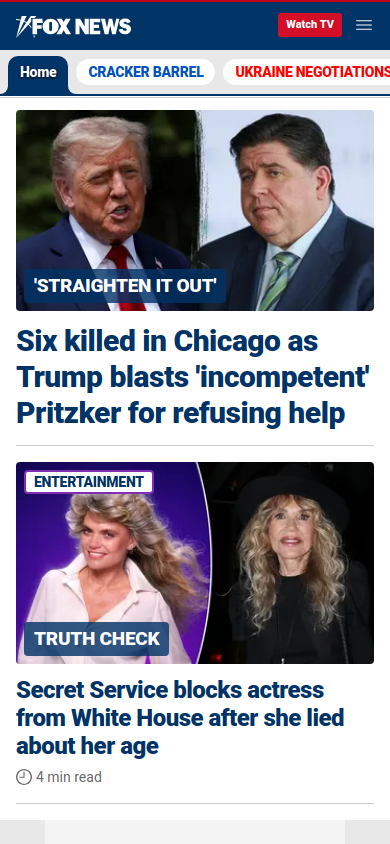 FOX NEWS
Watch TV
Home
CRACKER BARREL
UKRAINE NEGOTIATIONS
'STRAIGHTEN IT OUT'
Six killed in Chicago as
Trump blasts 'incompetent'
Pritzker for refusing help
ENTERTAINMENT
TRUTH CHECK
Secret Service blocks actress
from White House after she lied
about her age
4 min read